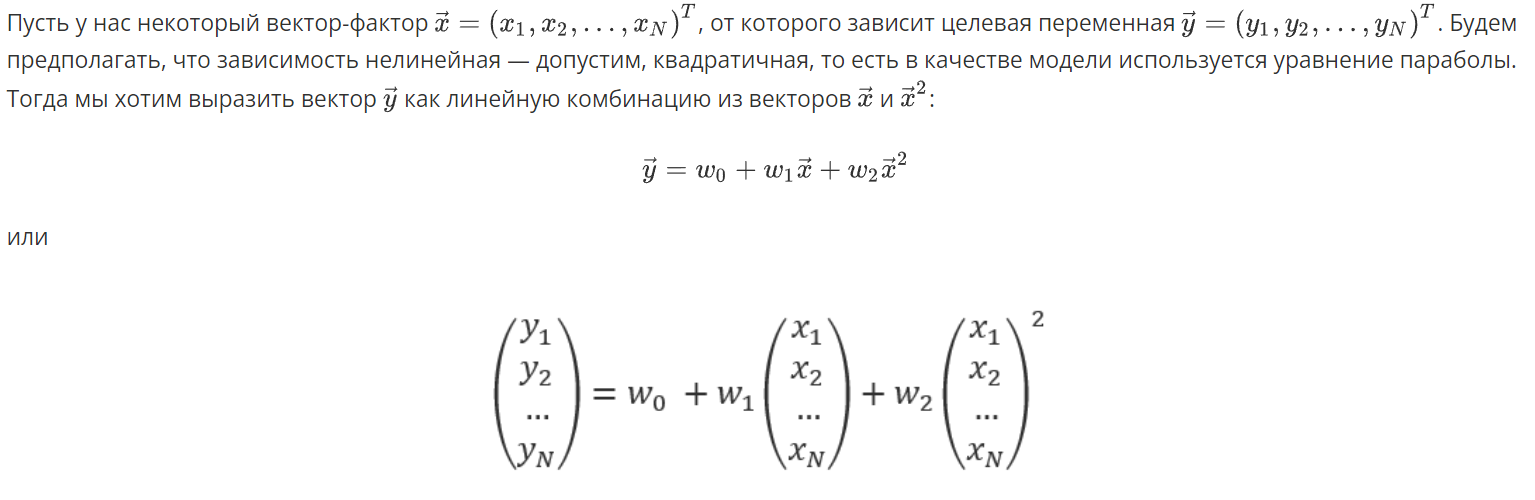 Пусть у нас некоторый вектор-фактор $\vec{x} = (x_1, x_2, \ldots, x_N)^T$, от которого зависит целевая переменная $\vec{y} = (y_1, y_2, \ldots, y_N)^T$. Будем
предполагать, что зависимость нелинейная — допустим, квадратичная, то есть в качестве модели используется уравнение параболы.
Тогда мы хотим выразить вектор $\vec{y}$ как линейную комбинацию из векторов $\vec{x}$ и $\vec{x}^2$:
$\vec{y} = w_0 + w_1\vec{x} + w_2\vec{x}^2$
или
$\begin{pmatrix} y_1 \\ y_2 \\ ... \\ y_N \end{pmatrix} = w_0 + w_1 \begin{pmatrix} x_1 \\ x_2 \\ ... \\ x_N \end{pmatrix} + w_2 \begin{pmatrix} x_1 \\ x_2 \\ ... \\ x_N \end{pmatrix}^2$